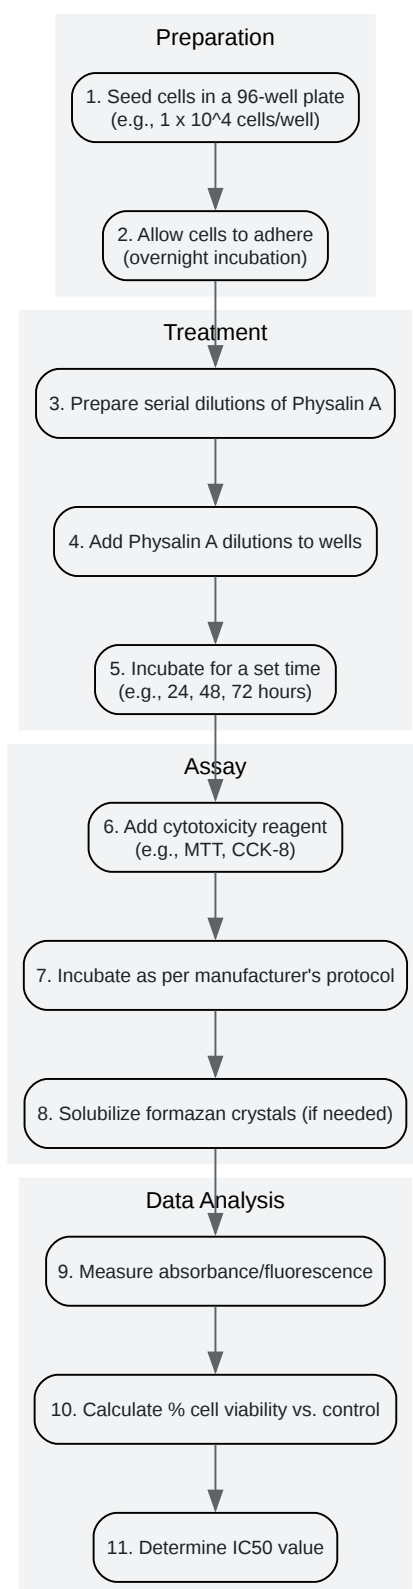 Preparation
1. Seed cells in a 96-well plate
(e.g., 1 x 10^4 cells/well)
2. Allow cells to adhere
(overnight incubation)
Treatment
3. Prepare serial dilutions of Physalin A
4. Add Physalin A dilutions to wells
5. Incubate for a set time
(e.g., 24, 48, 72 hours)
Assay
6. Add cytotoxicity reagent
(e.g., MTT, CCK-8)
7. Incubate as per manufacturer's protocol
8. Solubilize formazan crystals (if needed)
Data Analysis
9. Measure absorbance/fluorescence
10. Calculate % cell viability vs. control
11. Determine IC50 value